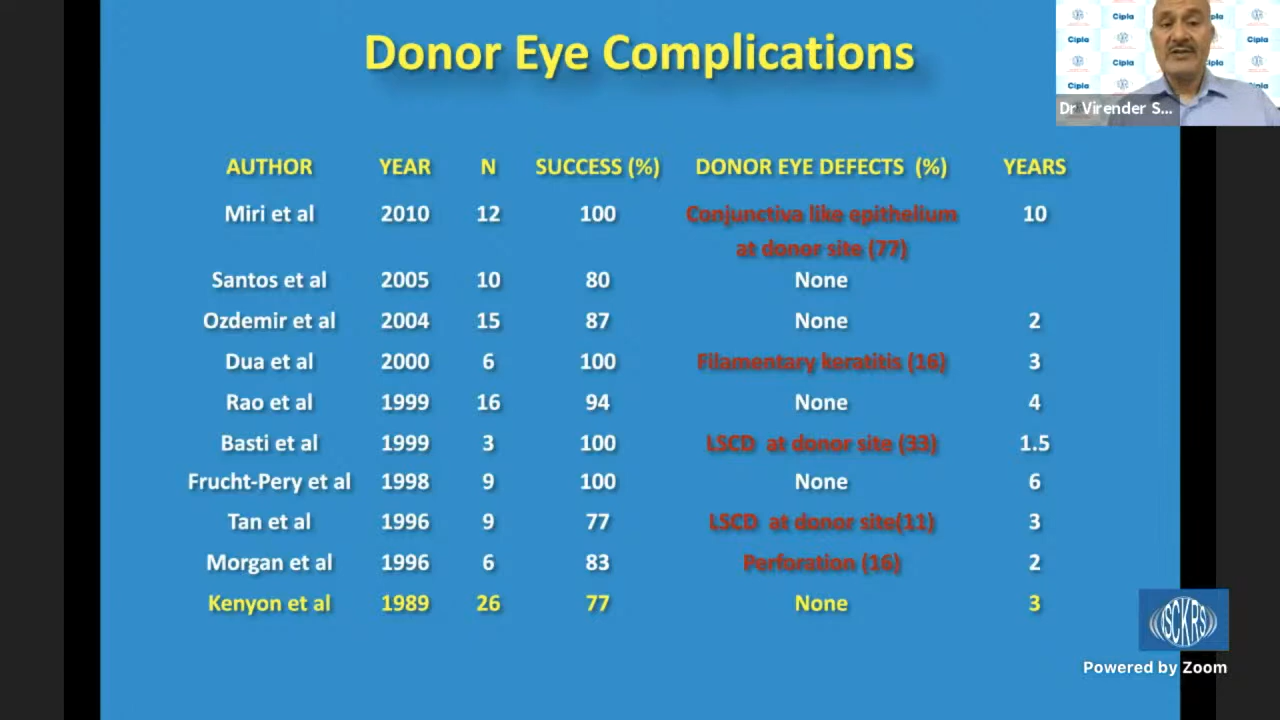 Donor Eye Complications
Cipla
Cipla
Cipla
Cipla
Cipla
Dr Virender S...
AUTHOR YEAR N SUCCESS (%) DONOR EYE DEFECTS (%) YEARS
Miri et al 2010 12 100 Conjunctiva like epithelium 10
at donor site (77)
Santos et al 2005 10 80 None
Ozdemir et al 2004 15 87 None 2
Dua et al 2000 6 100 Filamentary keratitis (16) 3
Rao et al 1999 16 94 None 4
Basti et al 1999 3 100 LSCD at donor site (33) 1.5
Frucht-Pery et al 1998 9 100 None 6
Tan et al 1996 9 77 LSCD at donor site(11) 3
Morgan et al 1996 6 83 Perforation (16) 2
Kenyon et al 1989 26 77 None 3
ISCKRS
Powered by Zoom